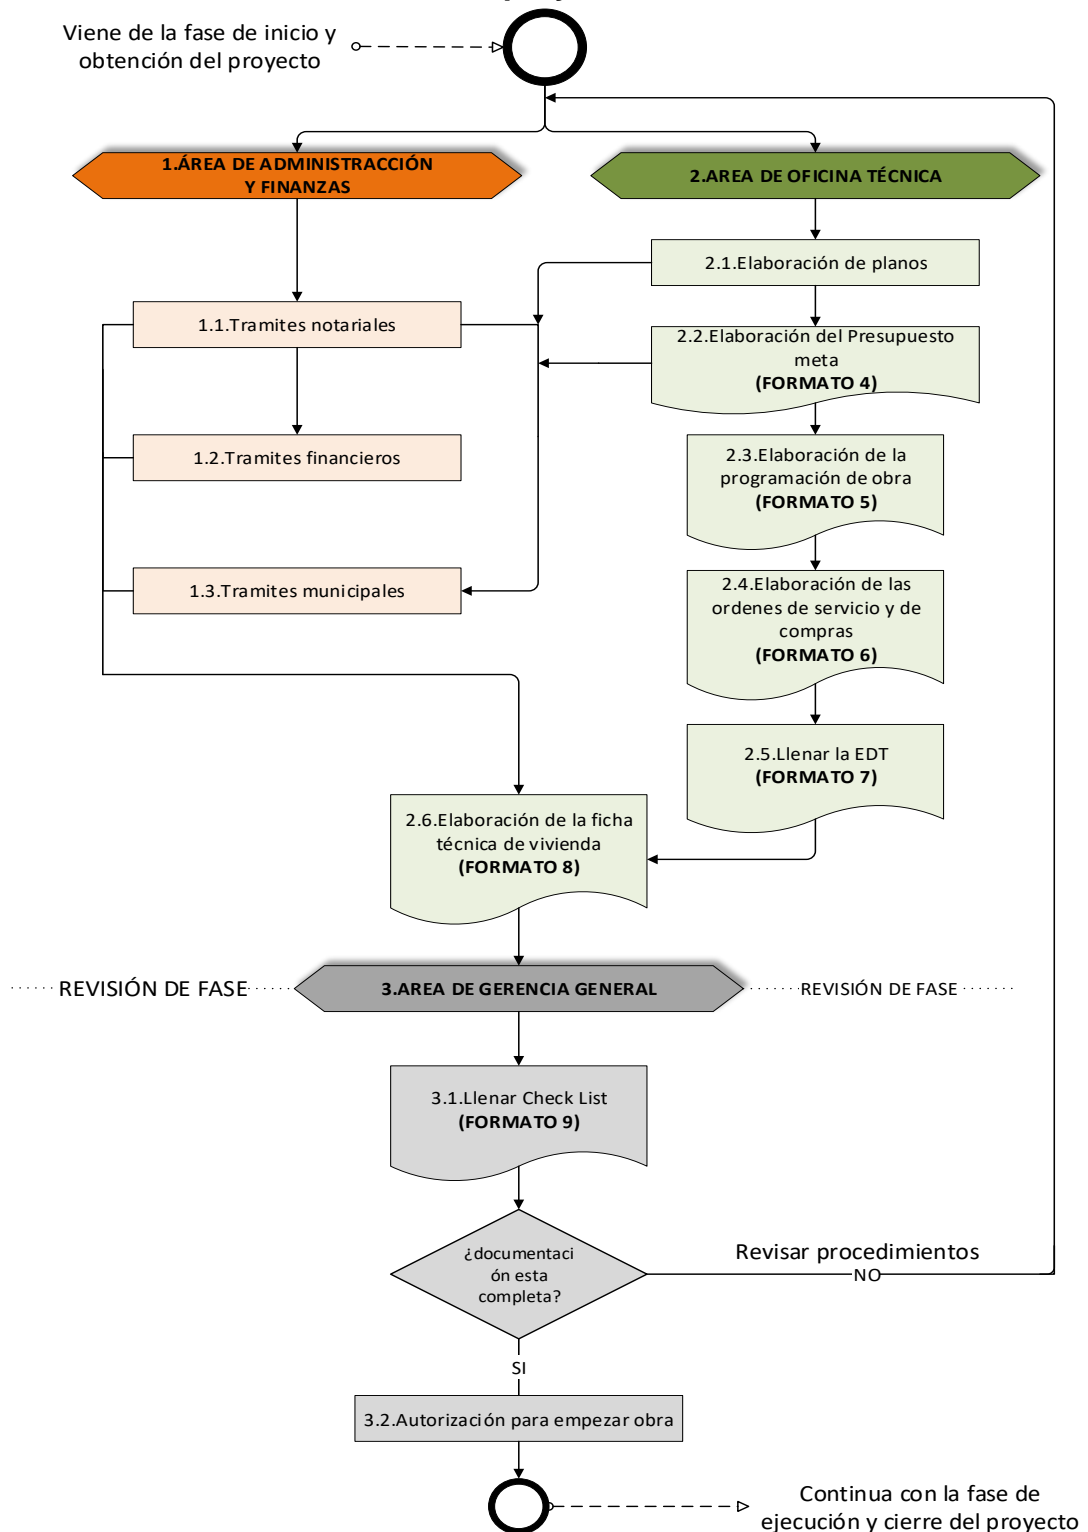 Viene de la fase de inicio y
obtención del proyecto
1.ÁREA DE ADMINISTRACCIÓN
Y FINANZAS
2.AREA DE OFICINA TÉCNICA
2.1.Elaboración de planos
1.1.Tramites notariales
2.2.Elaboración del Presupuesto
meta
(FORMATO 4)
1.2.Tramites financieros
2.3.Elaboración de la
programación de obra
(FORMATO 5)
1.3.Tramites municipales
2.4.Elaboración de las
ordenes de servicio y de
compras
(FORMATO 6)
2.5.Llenar la EDT
(FORMATO 7)
2.6.Elaboración de la ficha
técnica de vivienda
(FORMATO 8)
REVISIÓN DE FASE
3.AREA DE GERENCIA GENERAL
REVISIÓN DE FASE
3.1.Llenar Check List
(FORMATO 9)
¿documentaci
ón esta
completa?
Revisar procedimientos
NO
SI
3.2.Autorización para empezar obra
Continua con la fase de
ejecución y cierre del proyecto